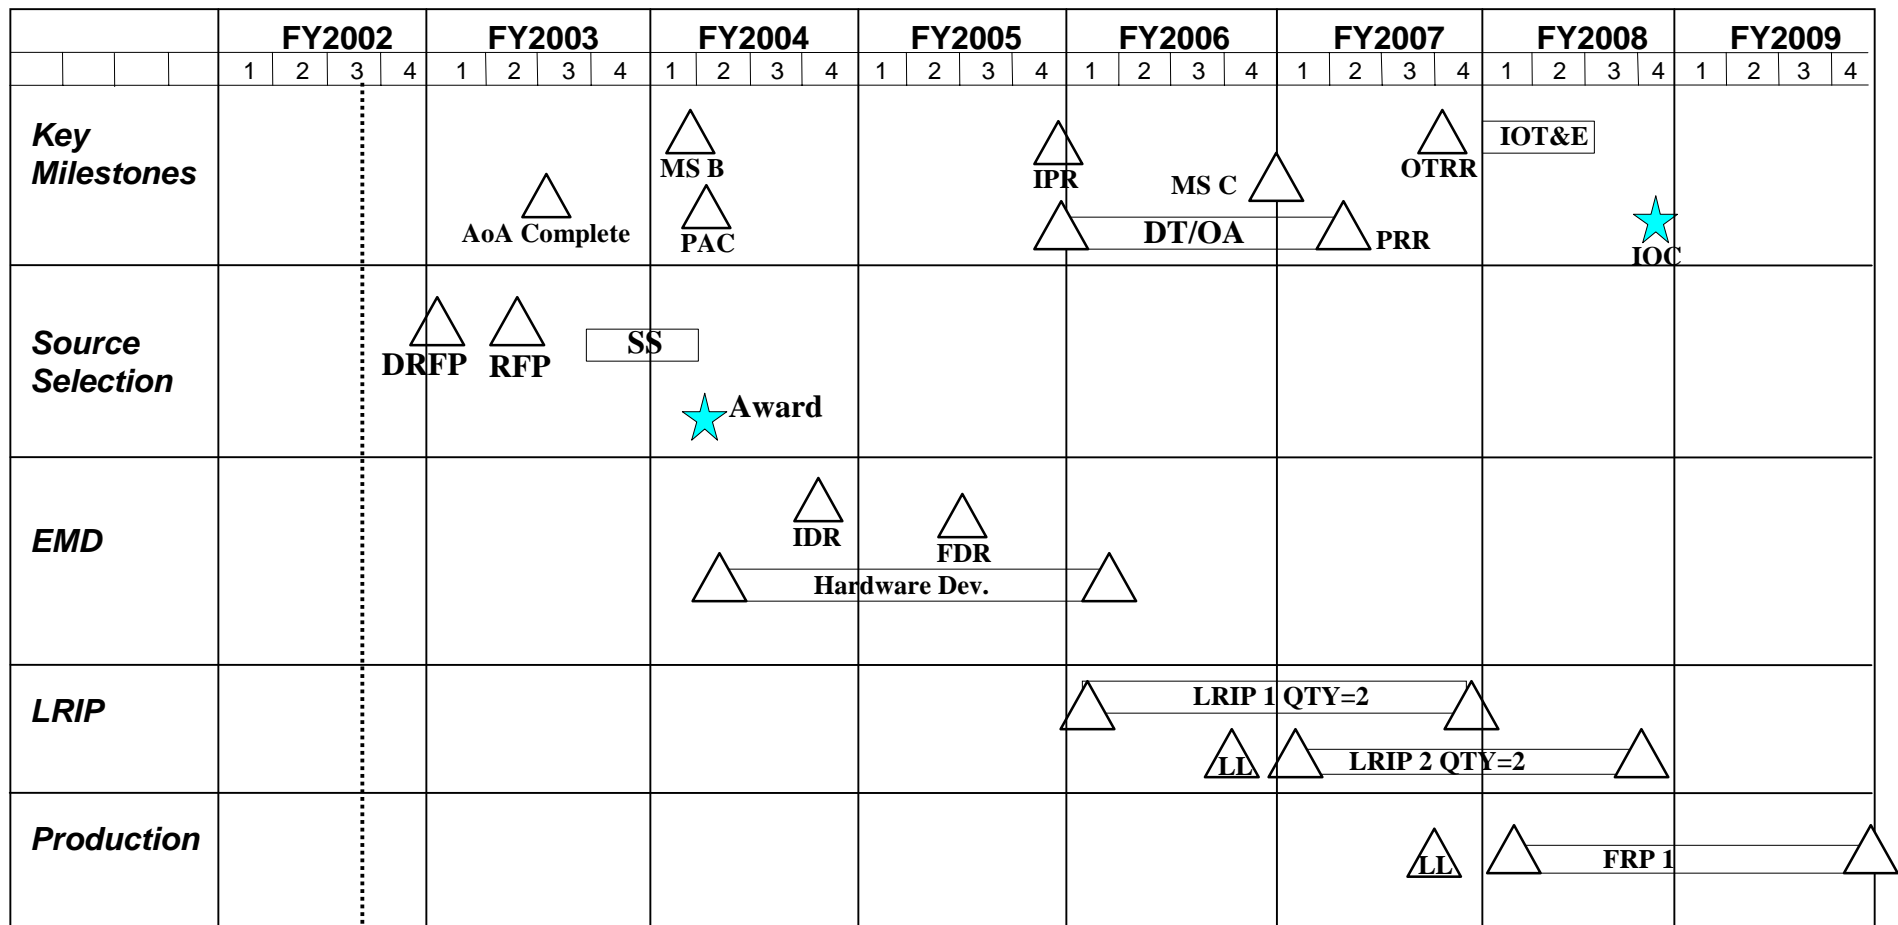 FY2002 FY2003 FY2004 FY2005 FY2006 FY2007 FY2008 FY2009
1 2 3 4 1 2 3 4 1 2 3 4 1 2 3 4 1 2 3 4 1 2 3 4 1 2 3 4 1 2 3 4
Key
Milestones
MS B
IPR
MS C
OTRR
IOT&E
AoA Complete
PAC
DT/OA
PRR
IOC
Source
Selection
DRFP
RFP
SS
Award
EMD
IDR
FDR
Hardware Dev.
LRIP
LRIP 1 QTY=2
LL
LRIP 2 QTY=2
Production
LL
FRP 1